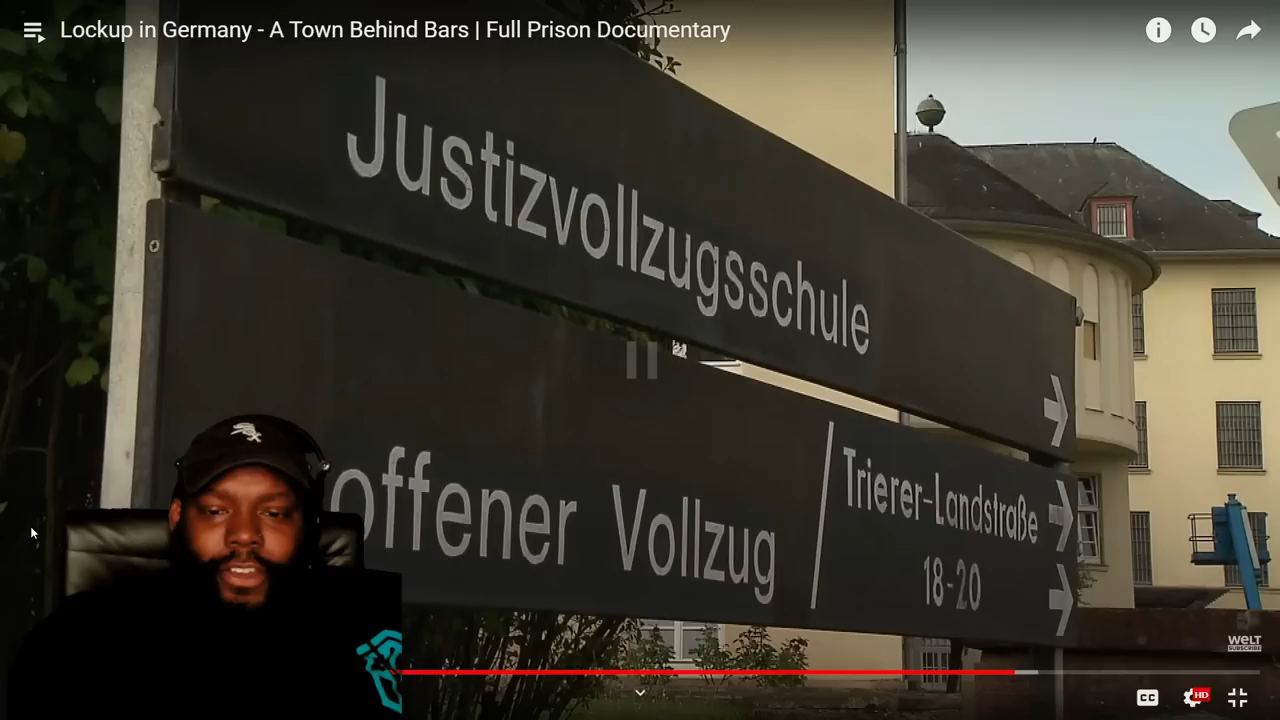 Lockup in Germany - A Town Behind Bars | Full Prison Documentary
Justizvollzugsschule
offener Vollzug / Trierer-Landstraße
18-20
WELT
SUBSCRIBE
CC
HD